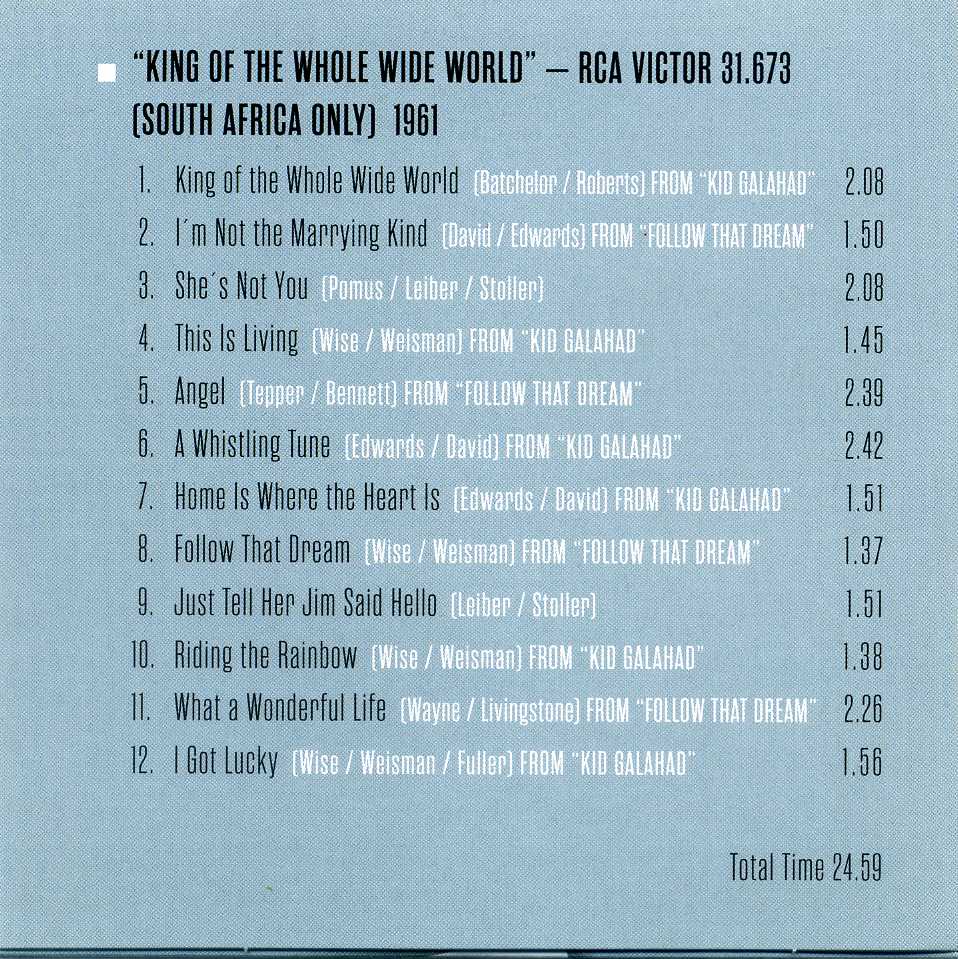 “KING OF THE WHOLE WIDE WORLD” – RCA VICTOR 31.673
(SOUTH AFRICA ONLY) 1961
1. King of the Whole Wide World (Batchelor / Roberts) FROM “KID GALAHAD” 2.08
2. I´m Not the Marrying Kind (David / Edwards) FROM “FOLLOW THAT DREAM” 1.50
3. She´s Not You (Pomus / Leiber / Stoller) 2.08
4. This Is Living (Wise / Weisman) FROM “KID GALAHAD” 1.45
5. Angel (Tepper / Bennett) FROM “FOLLOW THAT DREAM” 2.39
6. A Whistling Tune (Edwards / David) FROM “KID GALAHAD” 2.42
7. Home Is Where the Heart Is (Edwards / David) FROM “KID GALAHAD” 1.51
8. Follow That Dream (Wise / Weisman) FROM “FOLLOW THAT DREAM” 1.37
9. Just Tell Her Jim Said Hello (Leiber / Stoller) 1.51
10. Riding the Rainbow (Wise / Weisman) FROM “KID GALAHAD” 1.38
11. What a Wonderful Life (Wayne / Livingstone) FROM “FOLLOW THAT DREAM” 2.26
12. I Got Lucky (Wise / Weisman / Fuller) FROM “KID GALAHAD” 1.56
Total Time 24.59